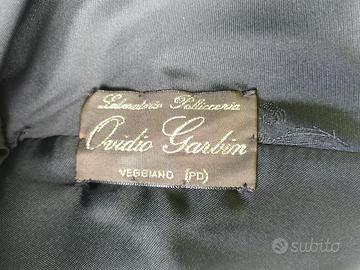 Laboratorio Pellicceria
Ovidio Garbin
VEGGIANO (PD)
subito